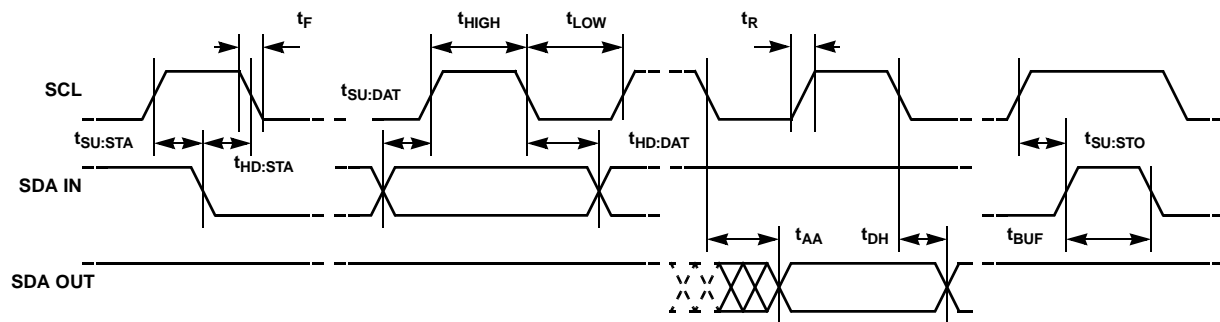 tF
tHIGH
tLOW
tR
SCL
tSU:DAT
tSU:STA
tHD:STA
tHD:DAT
tSU:STO
SDA IN
tAA
tDH
tBUF
SDA OUT